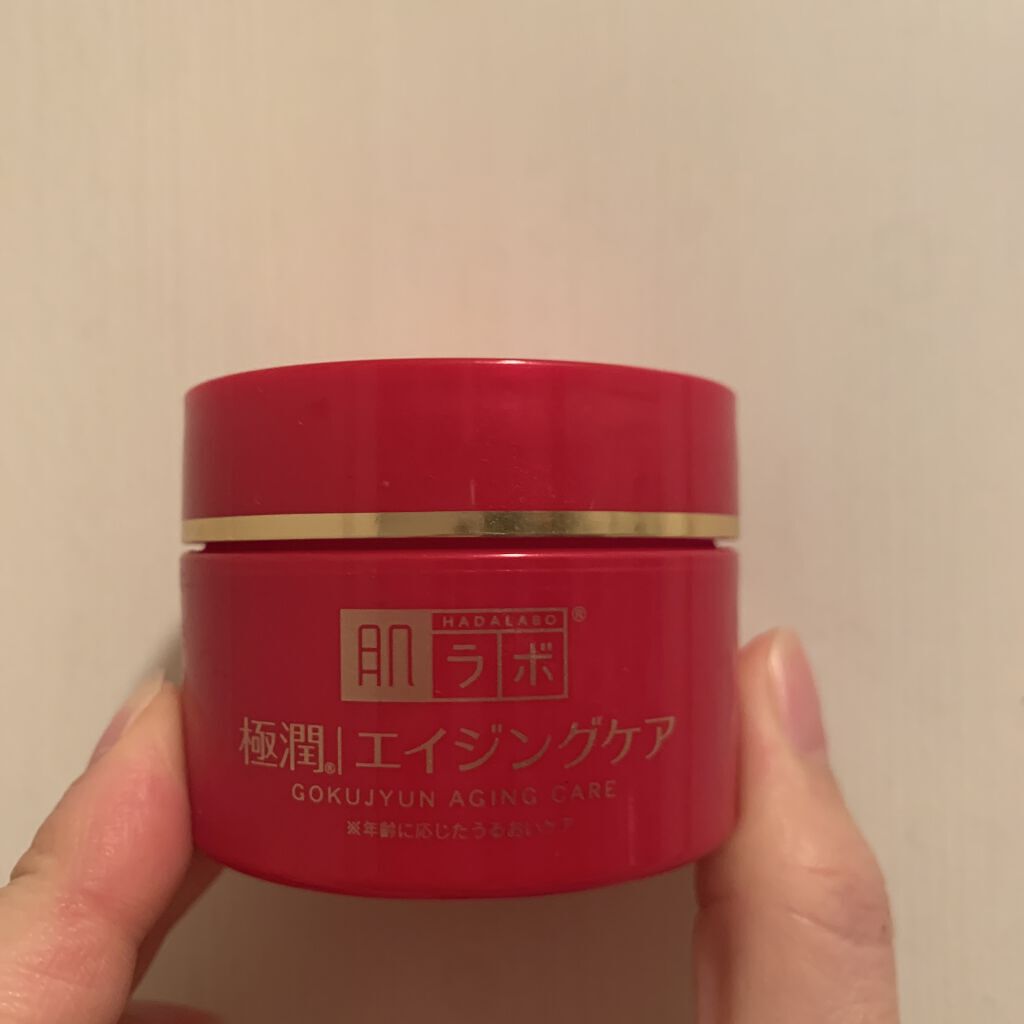 HADALABO®
肌ラボ
極潤®|エイジングケア
GOKUJYUN AGING CARE
※年齢に応じたうるおいケア